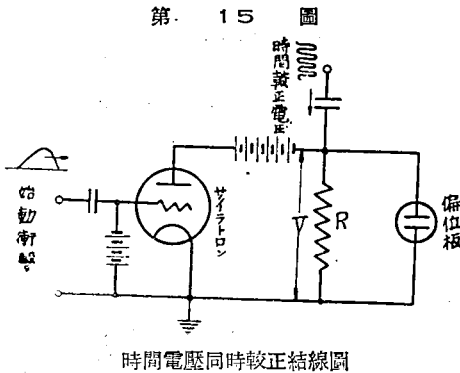 第 15 圖
時間較正電圧
始動衝擊
サイラトロン
V
R
偏位板
時間電壓同時較正結線圖